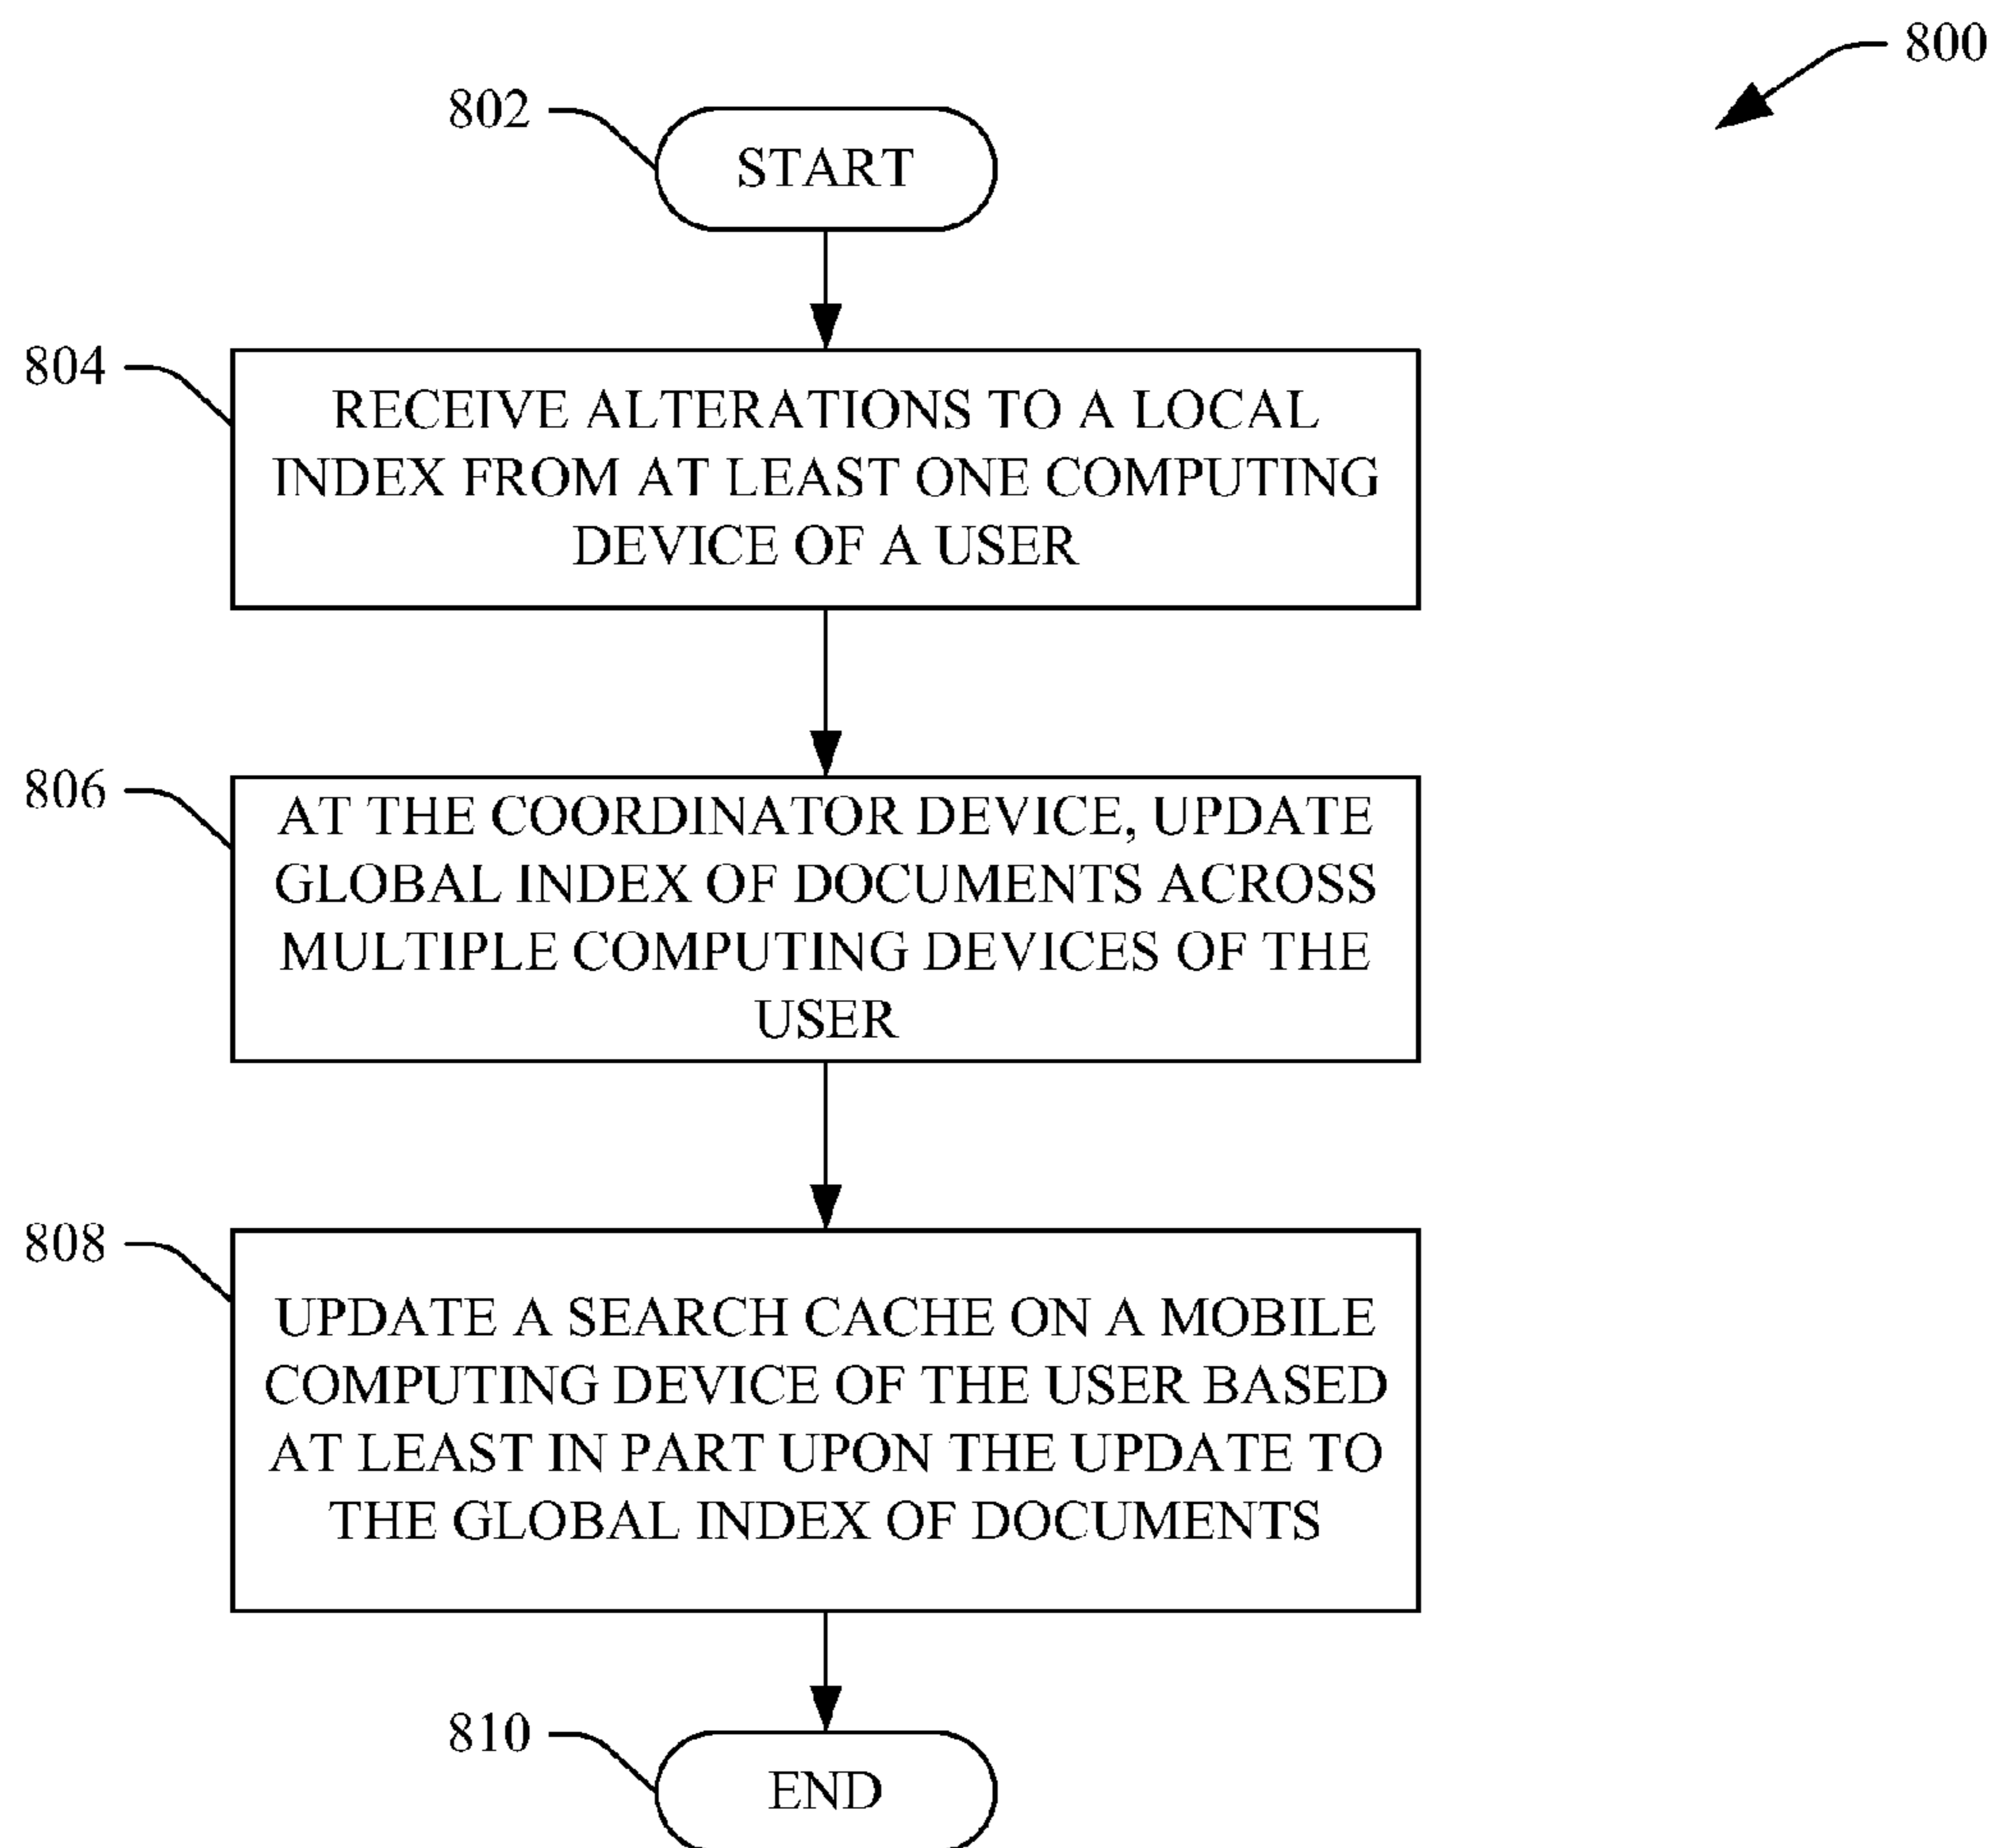 800
802
START
804
RECEIVE ALTERATIONS TO A LOCAL
INDEX FROM AT LEAST ONE COMPUTING
DEVICE OF A USER
806
AT THE COORDINATOR DEVICE, UPDATE
GLOBAL INDEX OF DOCUMENTS ACROSS
MULTIPLE COMPUTING DEVICES OF THE
USER
808
UPDATE A SEARCH CACHE ON A MOBILE
COMPUTING DEVICE OF THE USER BASED
AT LEAST IN PART UPON THE UPDATE TO
THE GLOBAL INDEX OF DOCUMENTS
810
END